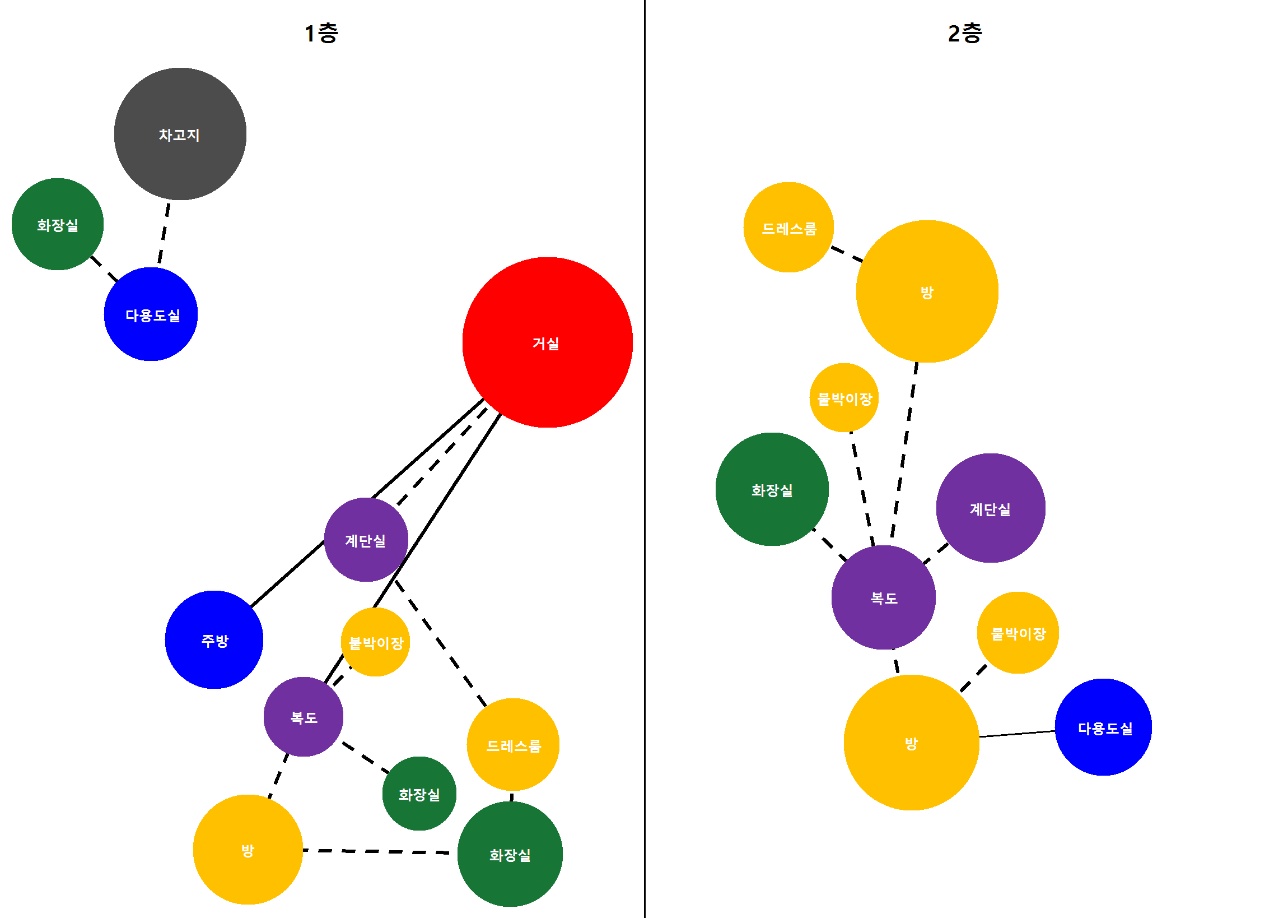 1층
차고지
화장실
다용도실
거실
계단실
주방
붙박이장
복도
드레스룸
화장실
방
화장실
2층
드레스룸
방
붙박이장
화장실
계단실
복도
붙박이장
방
다용도실